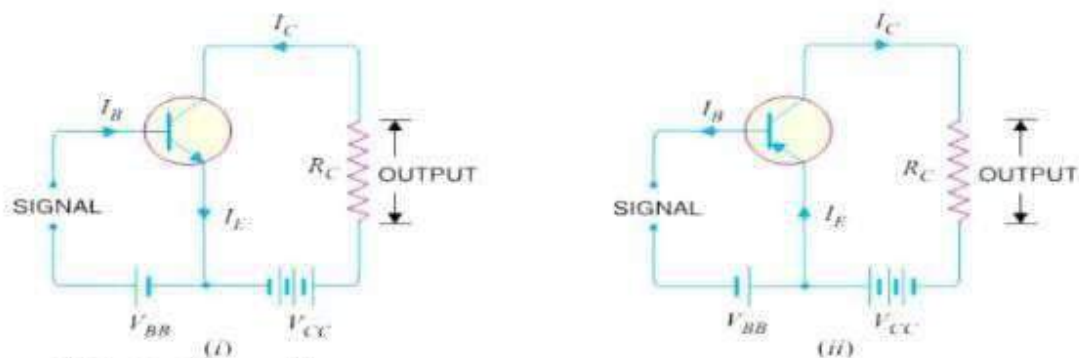 I_C
I_B
R_C
OUTPUT
SIGNAL
I_E
V_BB
V_CC
(i)
I_C
I_B
R_C
OUTPUT
SIGNAL
I_E
V_BB
V_CC
(ii)